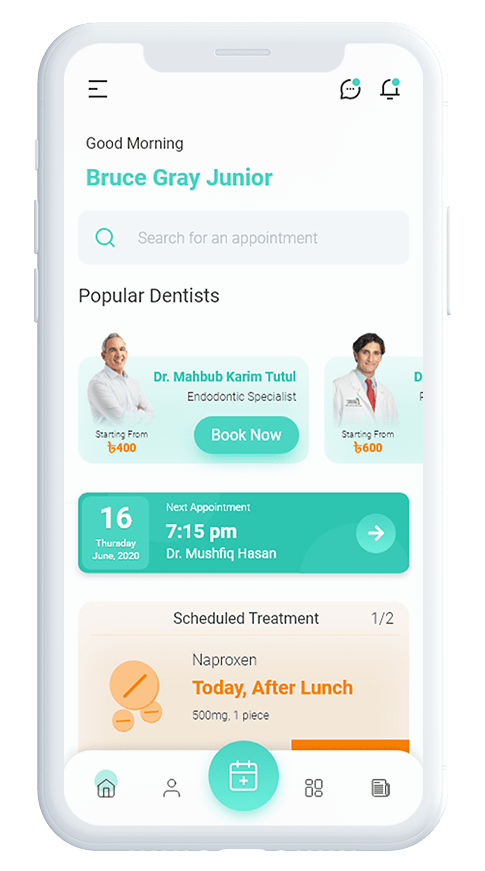 Good Morning
Bruce Gray Junior
Search for an appointment
Popular Dentists
Dr. Mahbub Karim Tutul
Endodontic Specialist
Starting From
৳400
Book Now
D
Starting From
৳600
16
Thursday
June, 2020
Next Appointment
7:15 pm
Dr. Mushfiq Hasan
Scheduled Treatment
1/2
Naproxen
Today, After Lunch
500mg, 1 piece